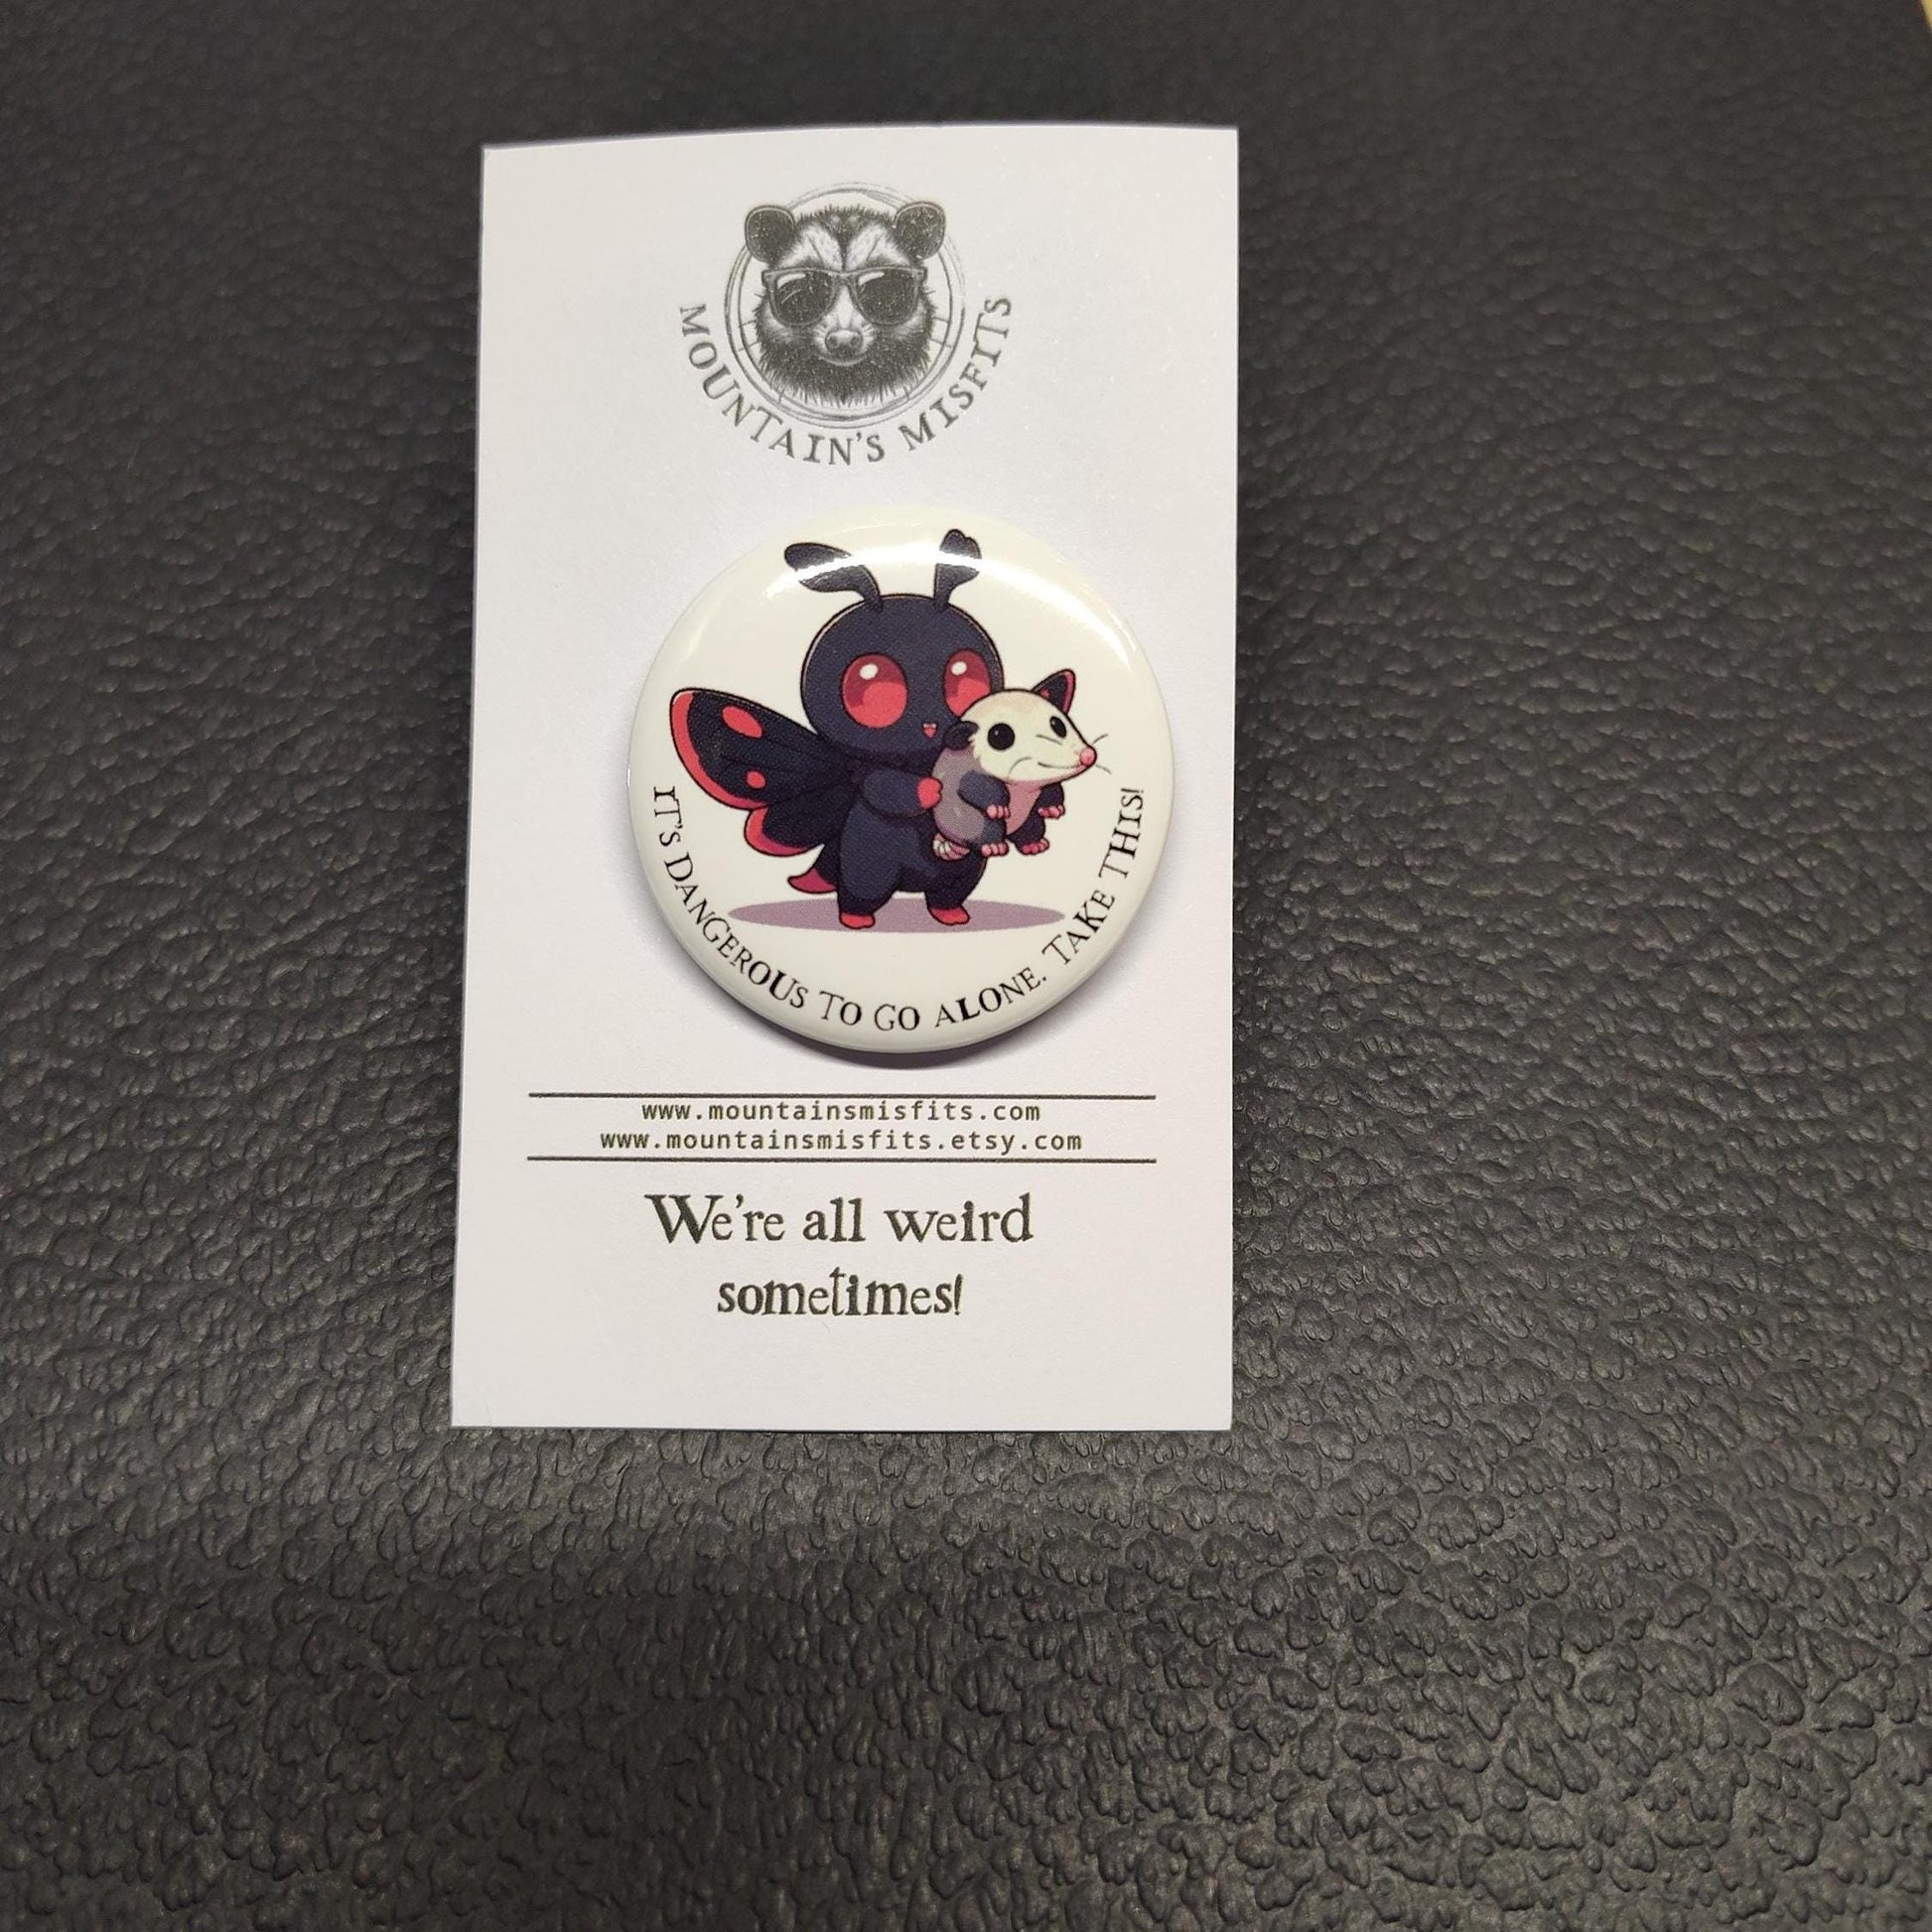 MOUNTAIN'S MISFITS
IT'S DANGEROUS TO GO ALONE. TAKE THIS!
www.mountainsmisfits.com
www.mountainsmisfits.etsy.com
We're all weird
sometimes!